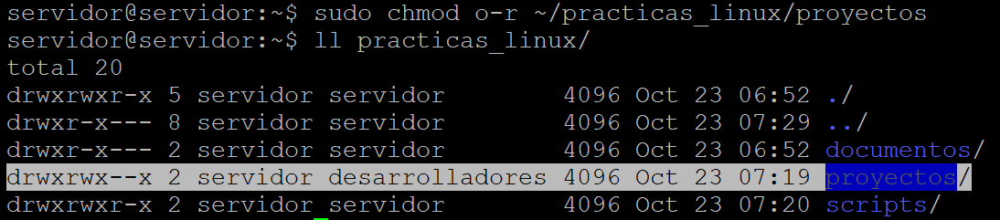 servidor@servidor:~$ sudo chmod o-r ~/practicas_linux/proyectos
servidor@servidor:~$ ll practicas_linux/
total 20
drwxrwxr-x 5 servidor servidor        4096 Oct 23 06:52 ./
drwxr-x--- 8 servidor servidor        4096 Oct 23 07:29 ../
drwxr-x--- 2 servidor servidor        4096 Oct 23 06:52 documentos/
drwxrwx--x 2 servidor desarrolladores 4096 Oct 23 07:19 proyectos/
drwxrwxr-x 2 servidor servidor        4096 Oct 23 07:20 scripts/